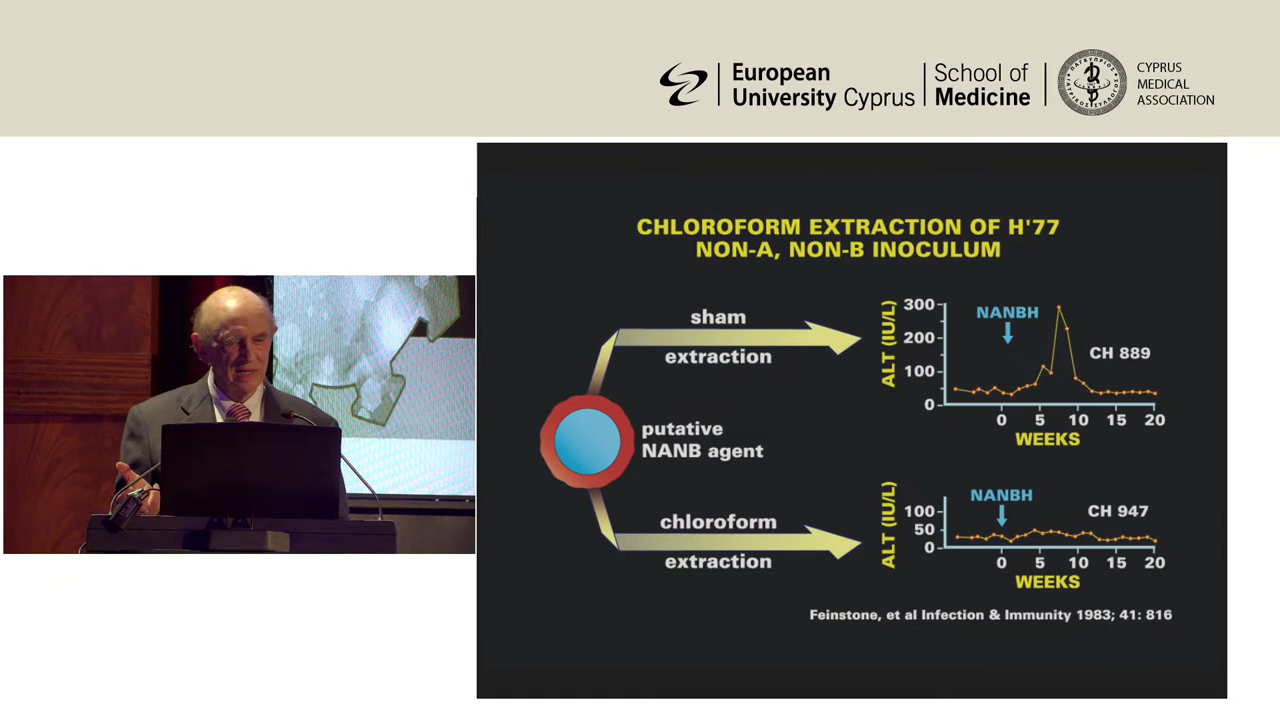 European
University Cyprus
School of
Medicine
CYPRUS
MEDICAL
ASSOCIATION
CHLOROFORM EXTRACTION OF H'77
NON-A, NON-B INOCULUM
sham
extraction
putative
NANB agent
chloroform
extraction
ALT (IU/L)
300
200
100
0
NANBH
CH 889
0 5 10 15 20
WEEKS
ALT (IU/L)
100
50
0
NANBH
CH 947
0 5 10 15 20
WEEKS
Feinstone, et al Infection & Immunity 1983; 41: 816